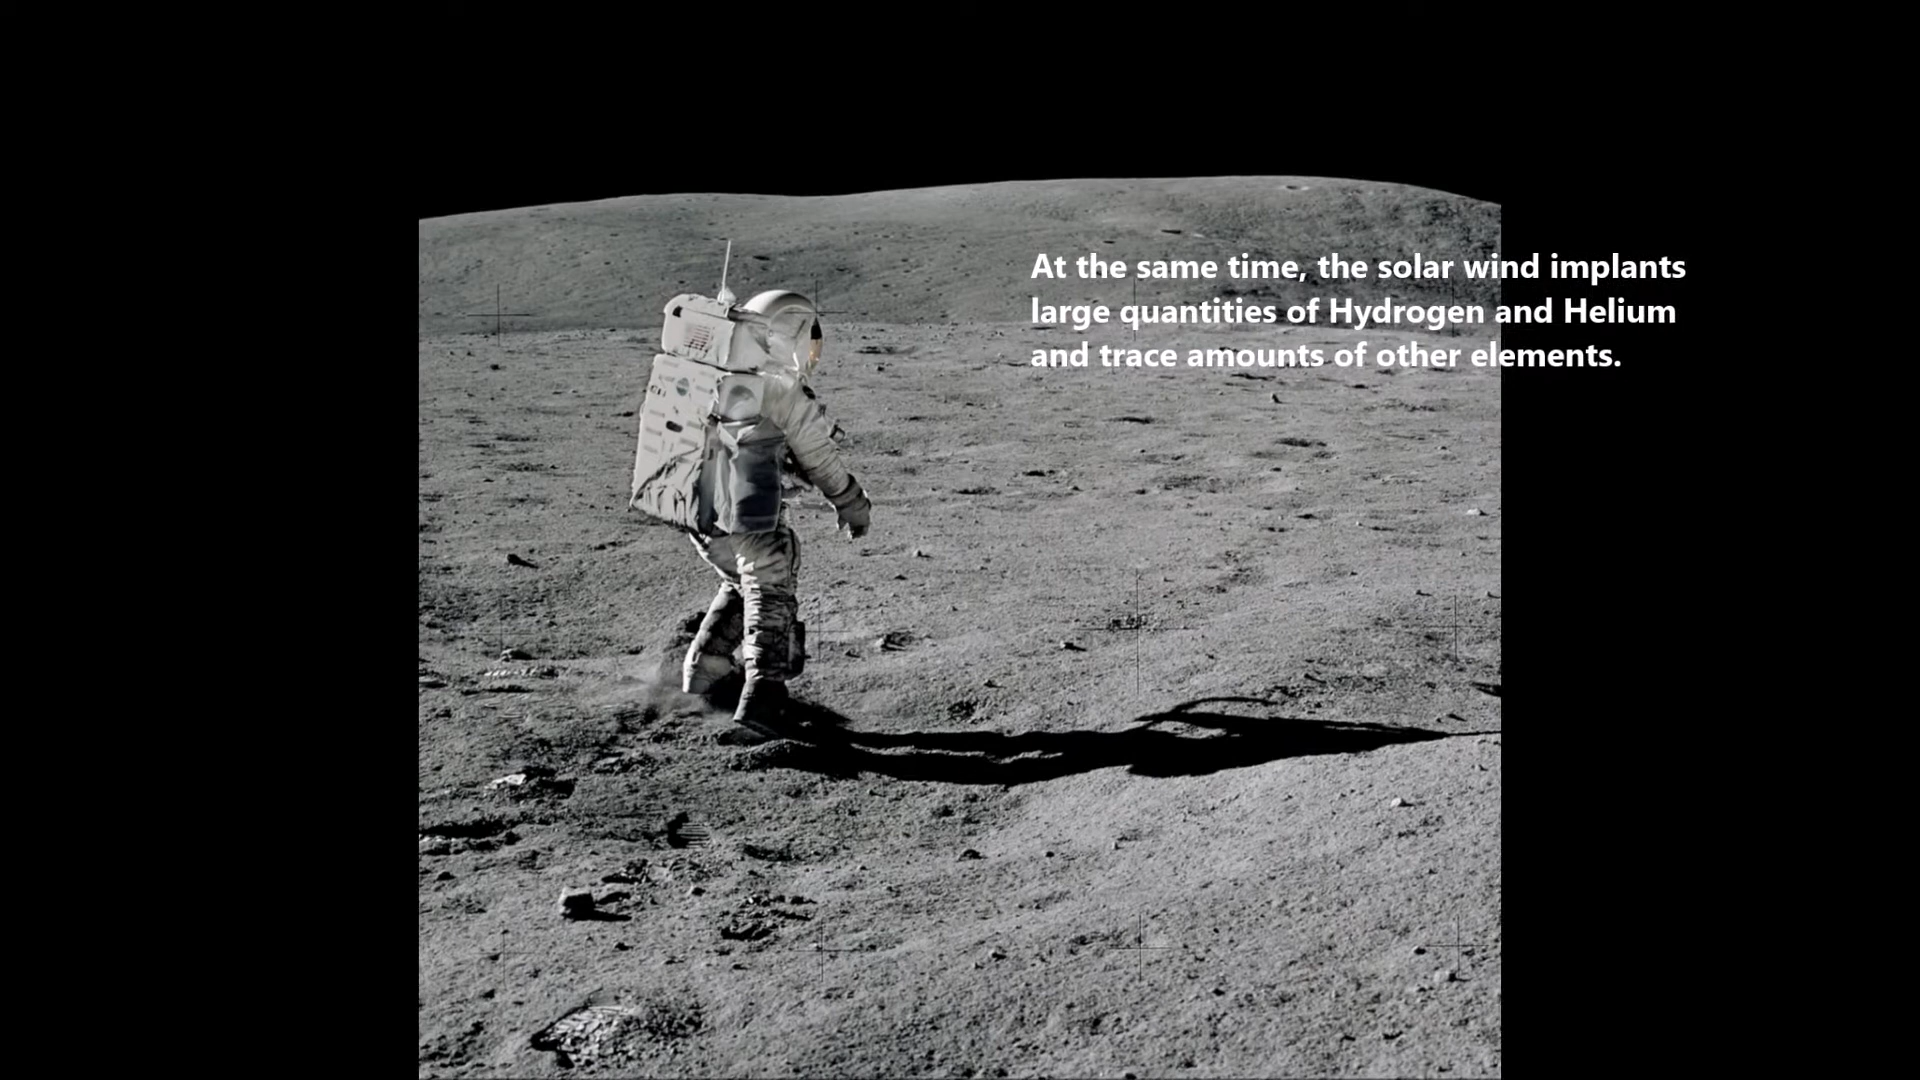 At the same time, the solar wind implants
large quantities of Hydrogen and Helium
and trace amounts of other elements.